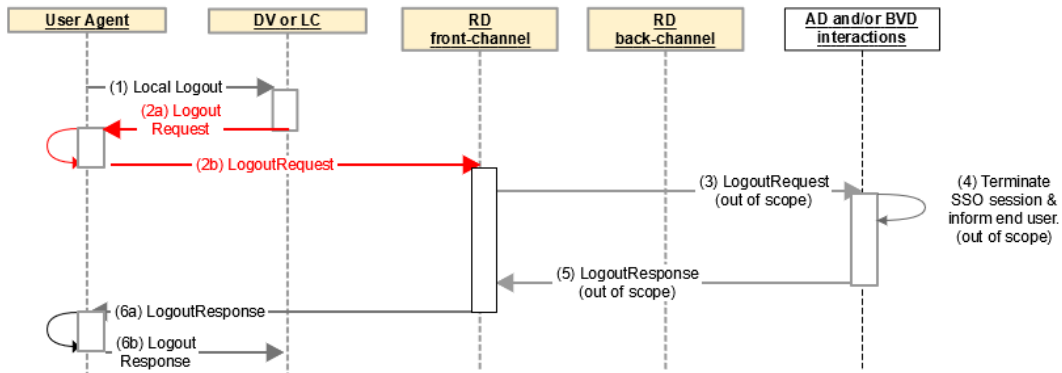 User Agent
DV or LC
RD
front-channel
RD
back-channel
AD and/or BVD
interactions
(1) Local Logout
(2a) Logout
Request
(2b) LogoutRequest
(3) LogoutRequest
(out of scope)
(4) Terminate
SSO session &
inform end user.
(out of scope)
(5) LogoutResponse
(out of scope)
(6a) LogoutResponse
(6b) Logout
Response